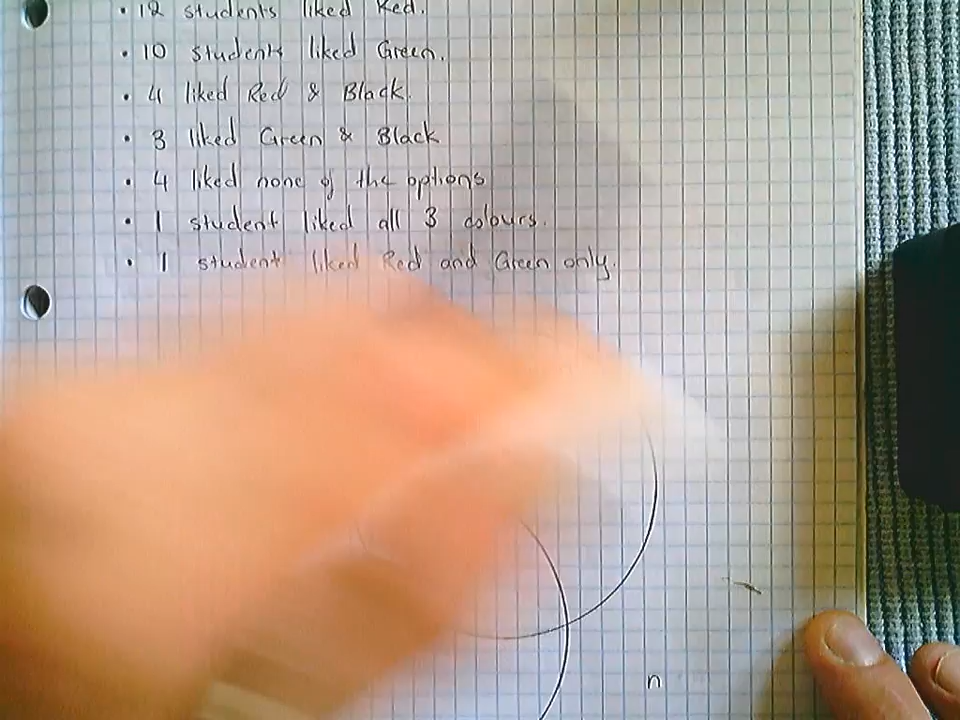 • 12 students liked Red.
• 10 students liked Green.
• 4 liked Red & Black.
• 3 liked Green & Black
• 4 liked none of the options
• 1 student liked all 3 colours.
• 1 student liked Red and Green only.
n